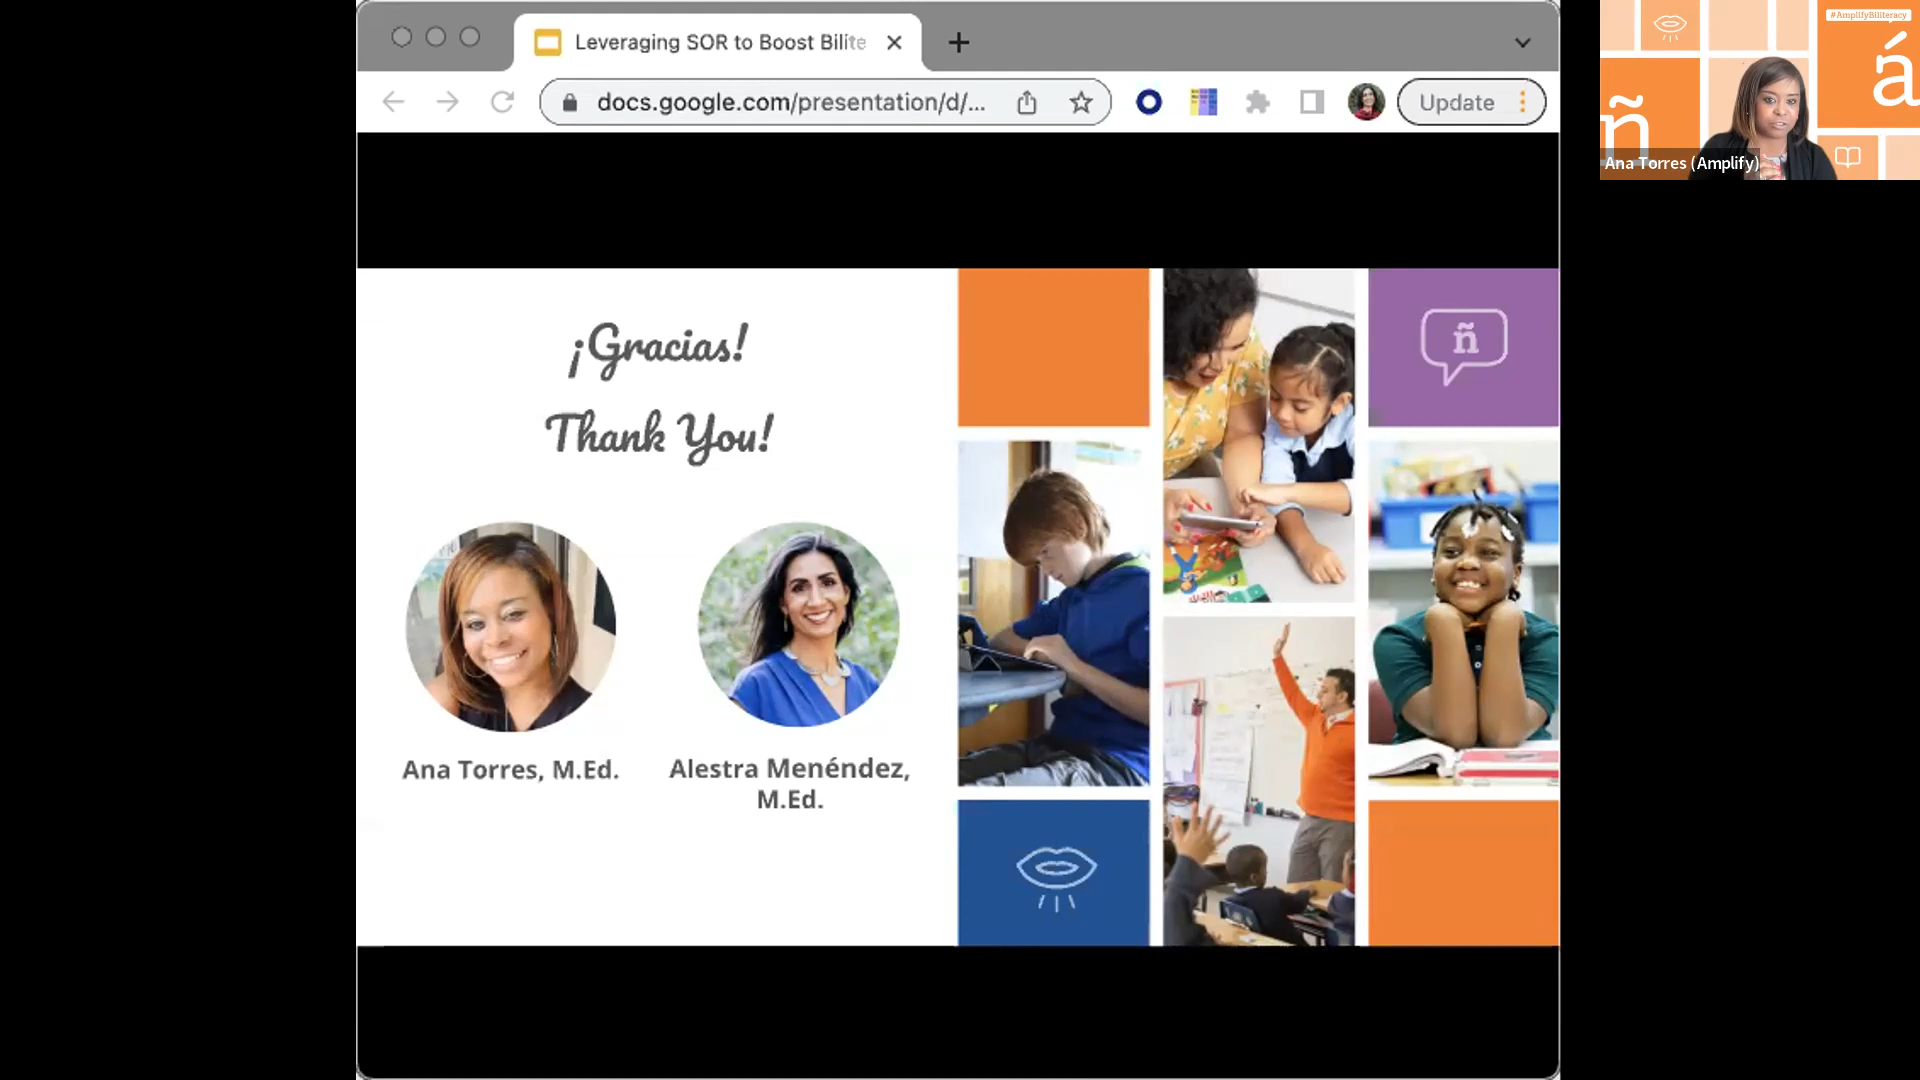 Leveraging SOR to Boost Bilite
docs.google.com/presentation/d/...
Update
#AmplifyBiliteracy
ñ
á
Ana Torres (Amplify)
¡Gracias!
Thank You!
ñ
Ana Torres, M.Ed.
Alestra Menéndez,
M.Ed.